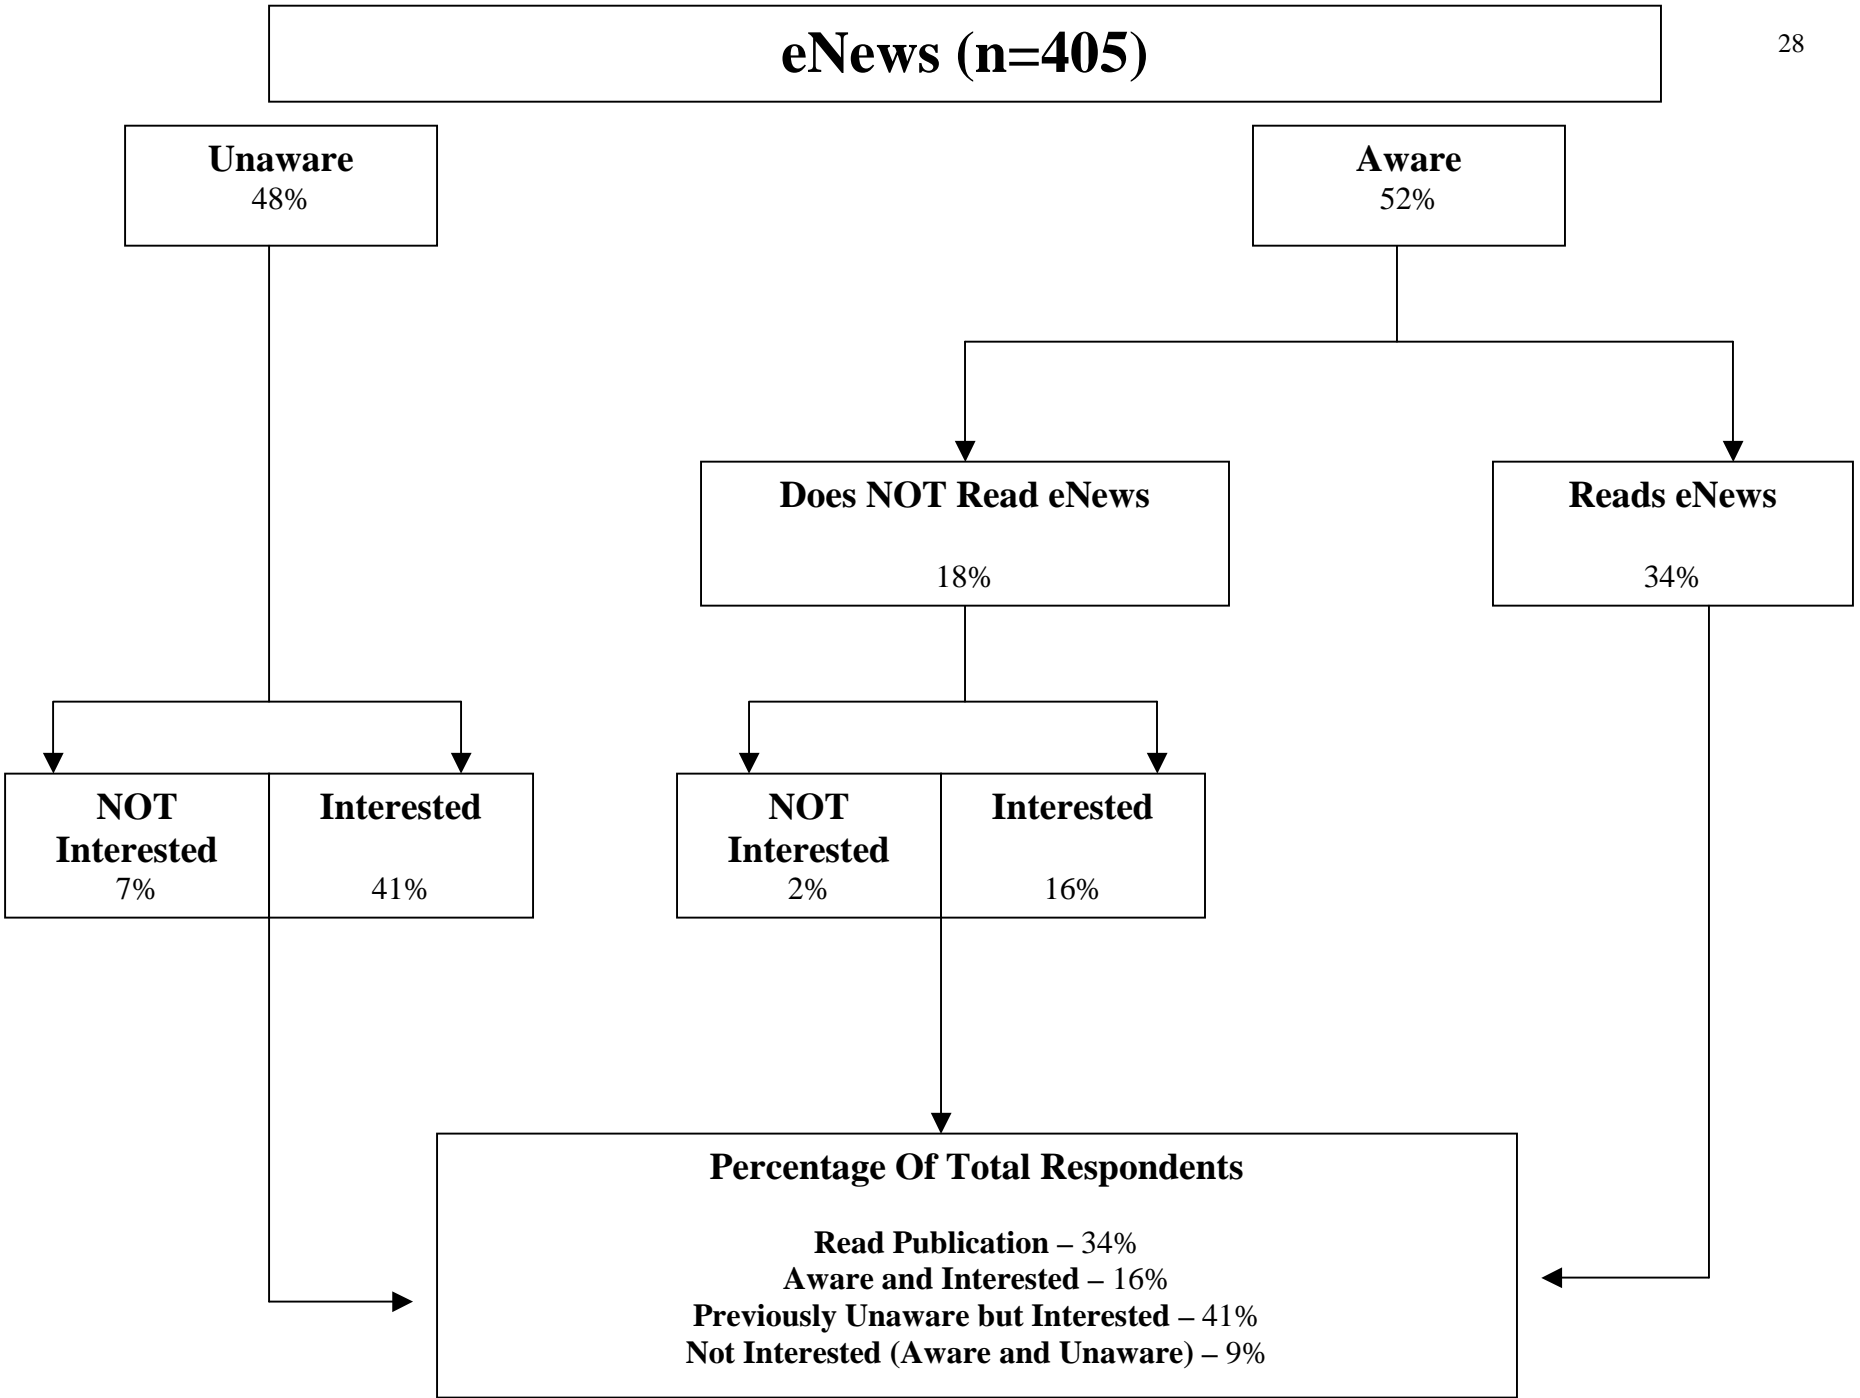 eNews (n=405)
28
Unaware
48%
Aware
52%
Does NOT Read eNews
18%
Reads eNews
34%
NOT
Interested
7%
Interested
41%
NOT
Interested
2%
Interested
16%
Percentage Of Total Respondents
Read Publication – 34%
Aware and Interested – 16%
Previously Unaware but Interested – 41%
Not Interested (Aware and Unaware) – 9%